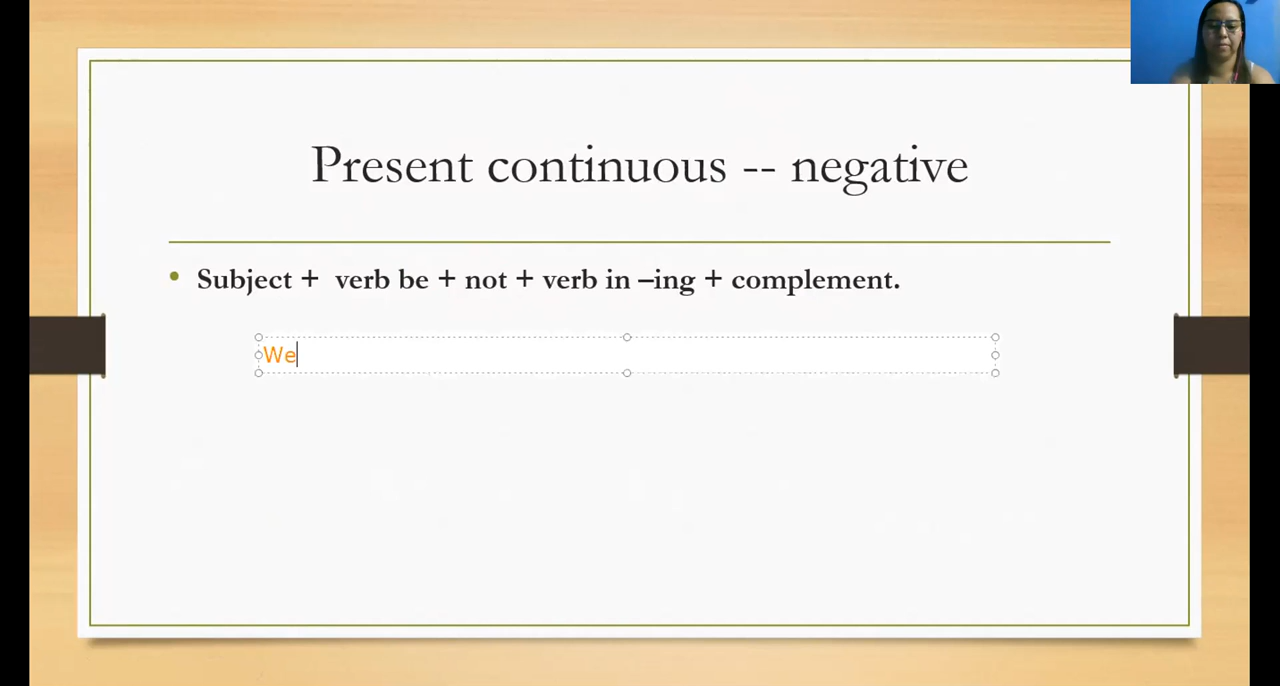 Present continuous -- negative
• Subject +  verb be + not + verb in –ing + complement.
We